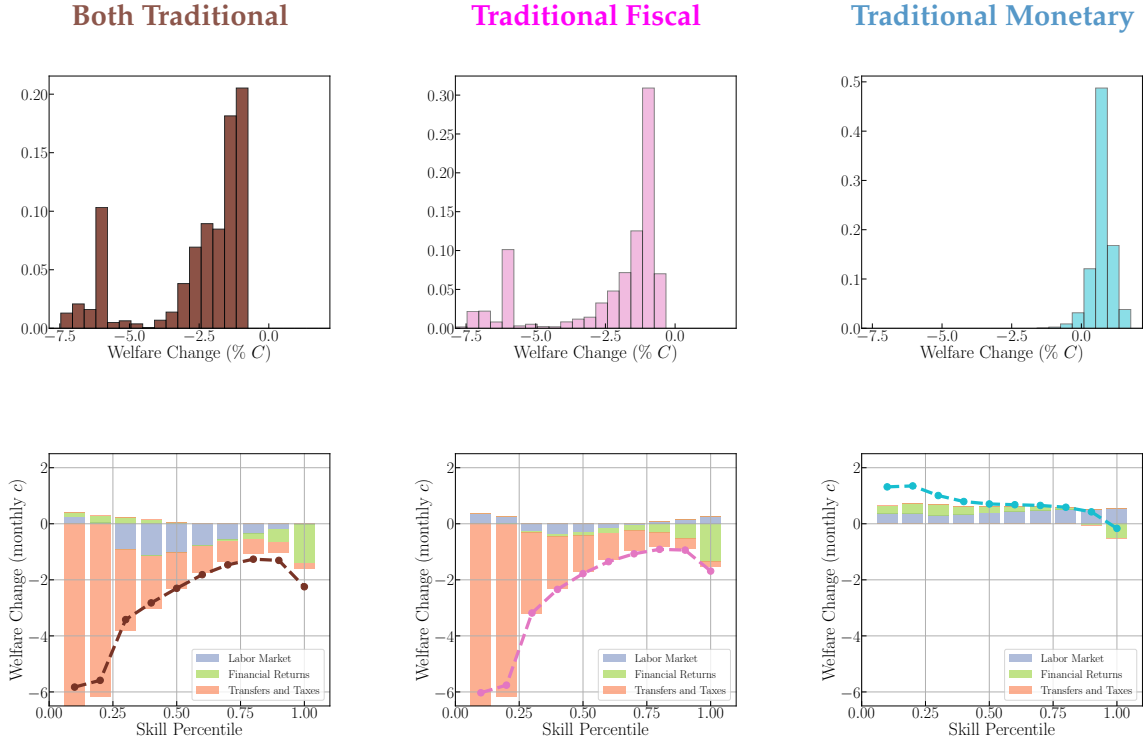 Both Traditional
Traditional Fiscal
Traditional Monetary
0.20
0.15
0.10
0.05
0.00
−7.5
−5.0
−2.5
0.0
Welfare Change (% C)
0.30
0.25
0.20
0.15
0.10
0.05
0.00
−7.5
−5.0
−2.5
0.0
Welfare Change (% C)
0.5
0.4
0.3
0.2
0.1
0.0
−7.5
−5.0
−2.5
0.0
Welfare Change (% C)
Welfare Change (monthly c)
2
0
−2
−4
−6
Labor Market
Financial Returns
Transfers and Taxes
0.00
0.25
0.50
0.75
1.00
Skill Percentile
Welfare Change (monthly c)
2
0
−2
−4
−6
Labor Market
Financial Returns
Transfers and Taxes
0.00
0.25
0.50
0.75
1.00
Skill Percentile
Welfare Change (monthly c)
2
0
−2
−4
−6
Labor Market
Financial Returns
Transfers and Taxes
0.00
0.25
0.50
0.75
1.00
Skill Percentile